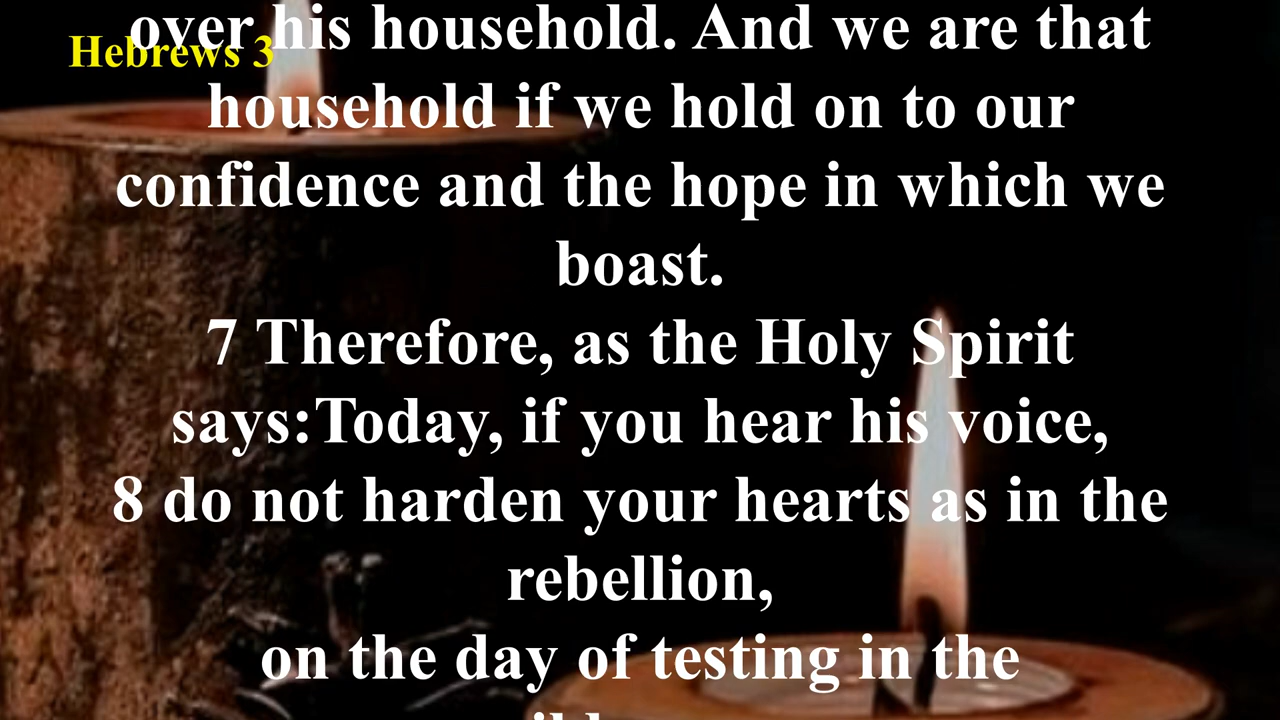 over his household. And we are that
Hebrews 3
household if we hold on to our
confidence and the hope in which we
boast.
7 Therefore, as the Holy Spirit
says:Today, if you hear his voice,
8 do not harden your hearts as in the
rebellion,
on the day of testing in the